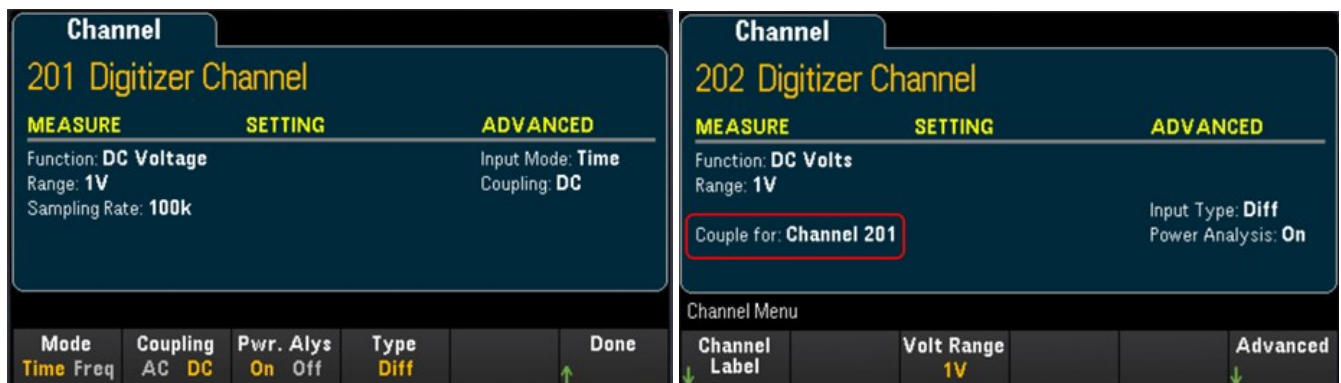 Channel
201 Digitizer Channel
MEASURE SETTING ADVANCED
Function: DC Voltage Input Mode: Time
Range: 1V Coupling: DC
Sampling Rate: 100k
Mode Coupling Pwr. Alys Type Done
Time Freq AC DC On Off Diff
Channel
202 Digitizer Channel
MEASURE SETTING ADVANCED
Function: DC Volts
Range: 1V
Input Type: Diff
Couple for: Channel 201 Power Analysis: On
Channel Menu
Channel Volt Range Advanced
Label 1V